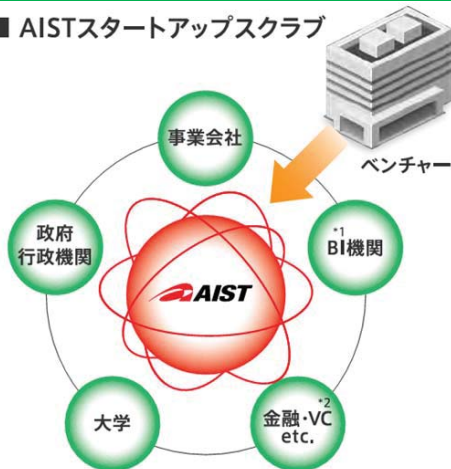 ■ AISTスタートアップスクラブ
ベンチャー
事業会社
政府
行政機関
*1
BI機関
AIST
大学
*2
金融・VC
etc.